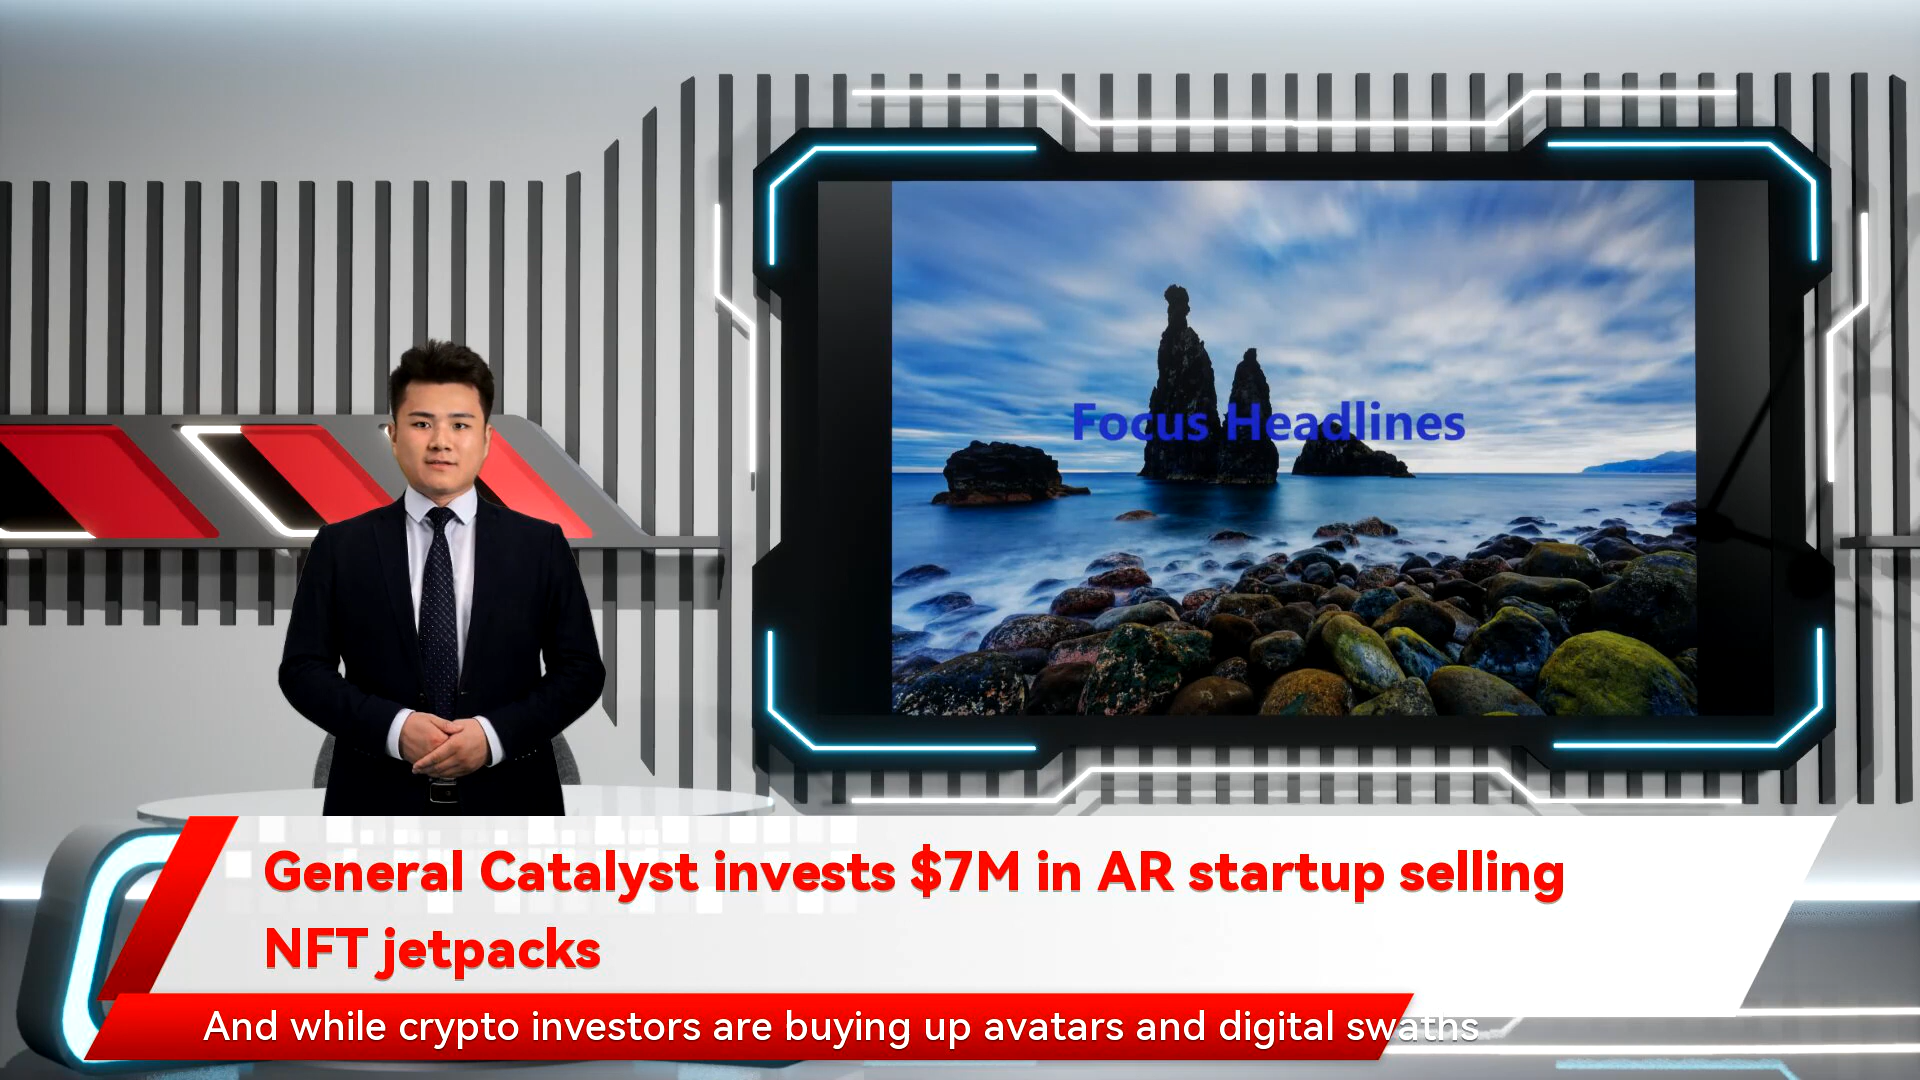 Focus Headlines
General Catalyst invests $7M in AR startup selling
NFT jetpacks
And while crypto investors are buying up avatars and digital swaths